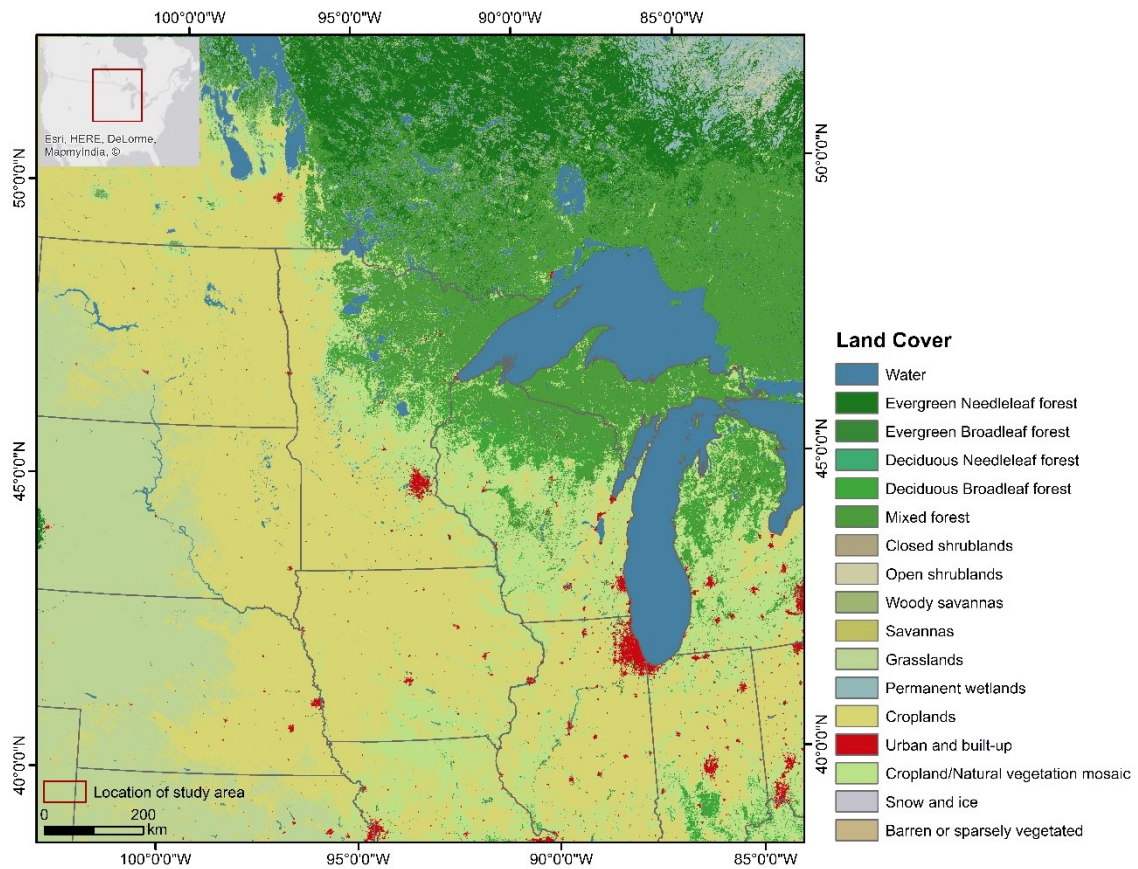 100°0'0"W
95°0'0"W
90°0'0"W
85°0'0"W
Esri, HERE, DeLorme,
MapmyIndia, ©
50°0'0"N
50°0'0"N
45°0'0"N
45°0'0"N
40°0'0"N
40°0'0"N
Land Cover
Water
Evergreen Needleleaf forest
Evergreen Broadleaf forest
Deciduous Needleleaf forest
Deciduous Broadleaf forest
Mixed forest
Closed shrublands
Open shrublands
Woody savannas
Savannas
Grasslands
Permanent wetlands
Croplands
Urban and built-up
Cropland/Natural vegetation mosaic
Snow and ice
Barren or sparsely vegetated
Location of study area
0 200
km
100°0'0"W
95°0'0"W
90°0'0"W
85°0'0"W